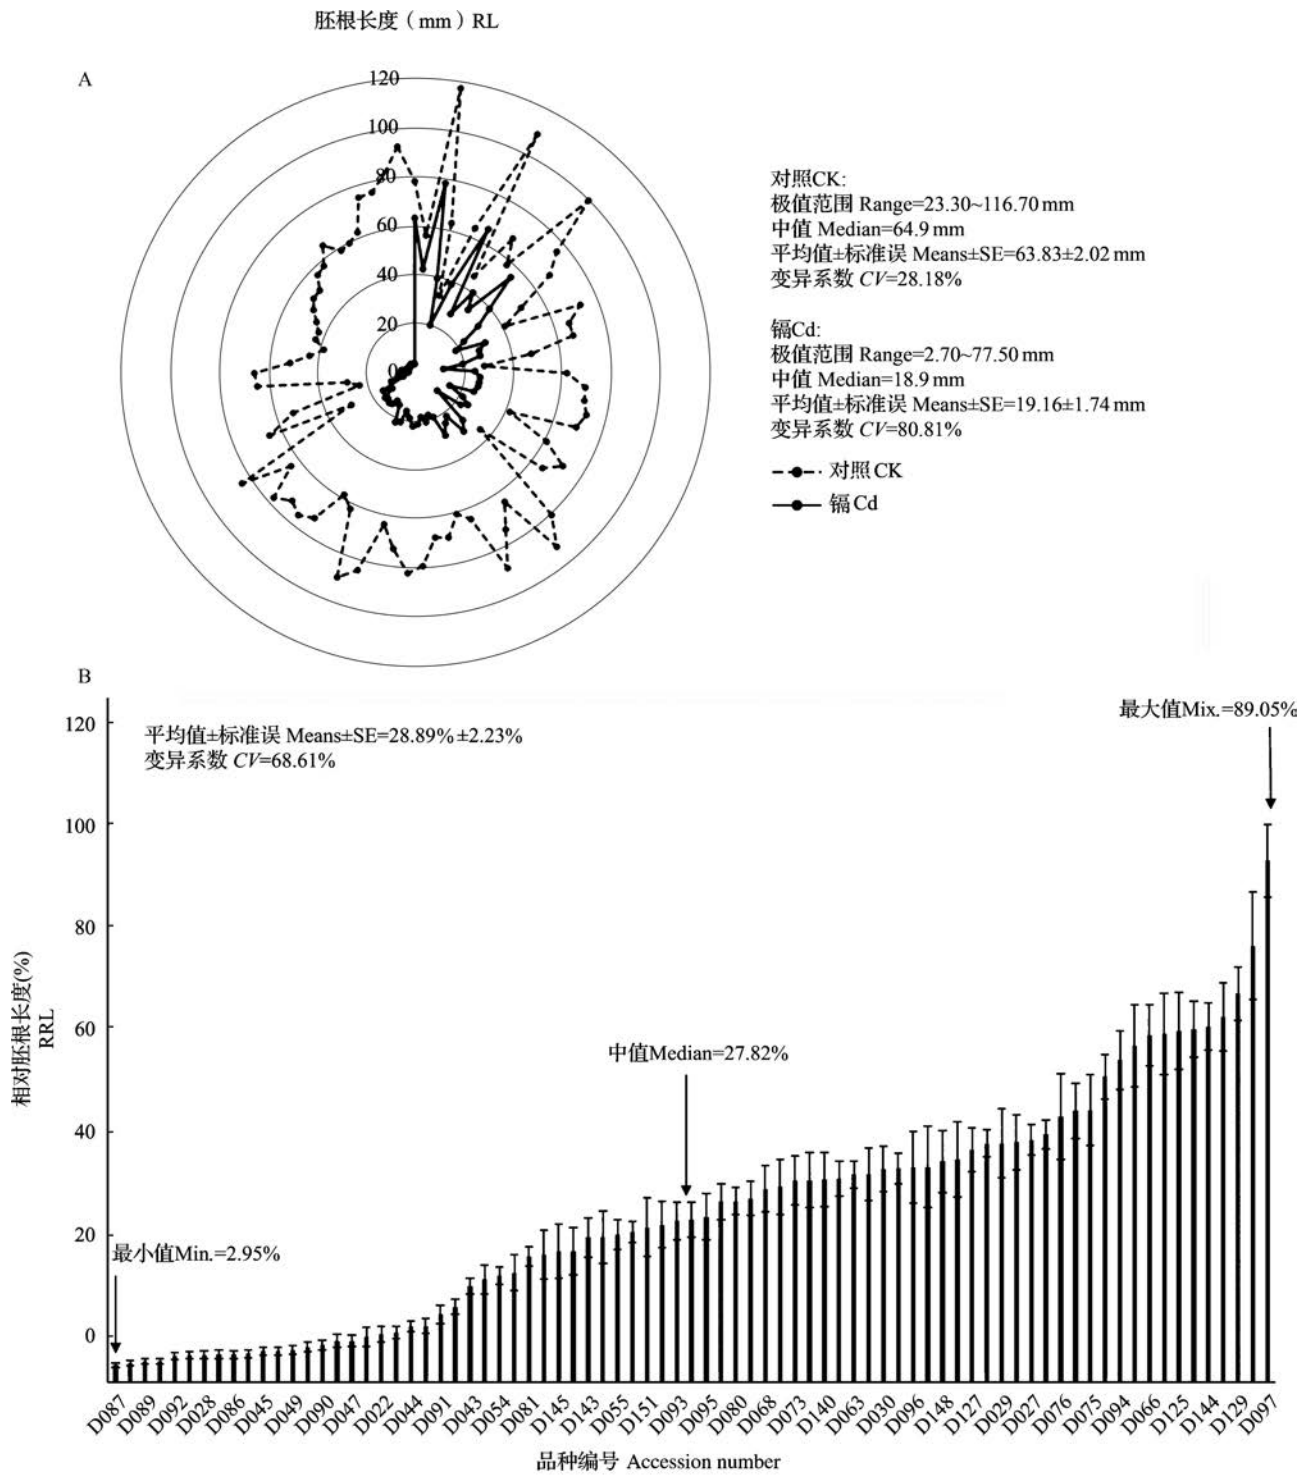 胚根长度（mm）RL
A
120
100
80
60
40
20
0
对照CK:
极值范围 Range=23.30~116.70 mm
中值 Median=64.9 mm
平均值±标准误 Means±SE=63.83±2.02 mm
变异系数 CV=28.18%
镉Cd:
极值范围 Range=2.70~77.50 mm
中值 Median=18.9 mm
平均值±标准误 Means±SE=19.16±1.74 mm
变异系数 CV=80.81%
对照 CK
镉 Cd
B
平均值±标准误 Means±SE=28.89%±2.23%
变异系数 CV=68.61%
最大值Mix.=89.05%
中值Median=27.82%
最小值Min.=2.95%
120
100
80
60
40
20
0
相对胚根长度(%)
RRL
D087 D089 D092 D028 D086 D045 D049 D090 D047 D022 D044 D091 D043 D054 D081 D145 D143 D055 D151 D093 D095 D080 D068 D073 D140 D063 D030 D096 D148 D127 D029 D027 D076 D075 D094 D066 D125 D144 D129 D097
品种编号 Accession number